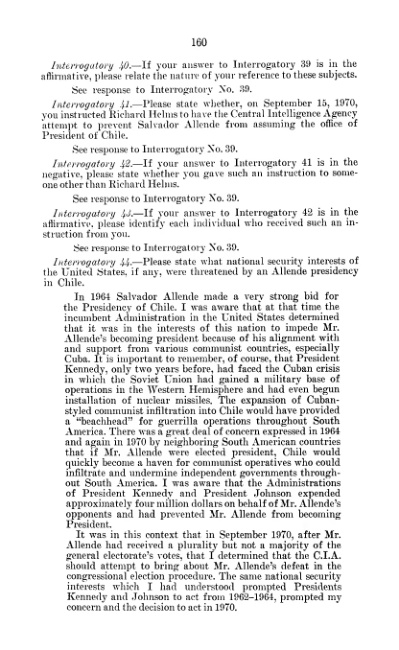 160
Interrogatory 40.—If your answer to Interrogatory 39 is in the
affirmative, please relate the nature of your reference to these subjects.
See response to Interrogatory No. 39.
Interrogatory 41.—Please state whether, on September 15, 1970,
you instructed Richard Helms to have the Central Intelligence Agency
attempt to prevent Salvador Allende from assuming the office of
President of Chile.
See response to Interrogatory No. 39.
Interrogatory 42.—If your answer to Interrogatory 41 is in the
negative, please state whether you gave such an instruction to some-
one other than Richard Helms.
See response to Interrogatory No. 39.
Interrogatory 43.—If your answer to Interrogatory 42 is in the
affirmative, please identify each individual who received such an in-
struction from you.
See response to Interrogatory No. 39.
Interrogatory 44.—Please state what national security interests of
the United States, if any, were threatened by an Allende presidency
in Chile.
In 1964 Salvador Allende made a very strong bid for
the Presidency of Chile. I was aware that at that time the
incumbent Administration in the United States determined
that it was in the interests of this nation to impede Mr.
Allende's becoming president because of his alignment with
and support from various communist countries, especially
Cuba. It is important to remember, of course, that President
Kennedy, only two years before, had faced the Cuban crisis
in which the Soviet Union had gained a military base of
operations in the Western Hemisphere and had even begun
installation of nuclear missiles. The expansion of Cuban-
styled communist infiltration into Chile would have provided
a "beachhead" for guerrilla operations throughout South
America. There was a great deal of concern expressed in 1964
and again in 1970 by neighboring South American countries
that if Mr. Allende were elected president, Chile would
quickly become a haven for communist operatives who could
infiltrate and undermine independent governments through-
out South America. I was aware that the Administrations
of President Kennedy and President Johnson expended
approximately four million dollars on behalf of Mr. Allende's
opponents and had prevented Mr. Allende from becoming
President.
It was in this context that in September 1970, after Mr.
Allende had received a plurality but not a majority of the
general electorate's votes, that I determined that the C.I.A.
should attempt to bring about Mr. Allende's defeat in the
congressional election procedure. The same national security
interests which I had understood prompted Presidents
Kennedy and Johnson to act from 1962–1964, prompted my
concern and the decision to act in 1970.